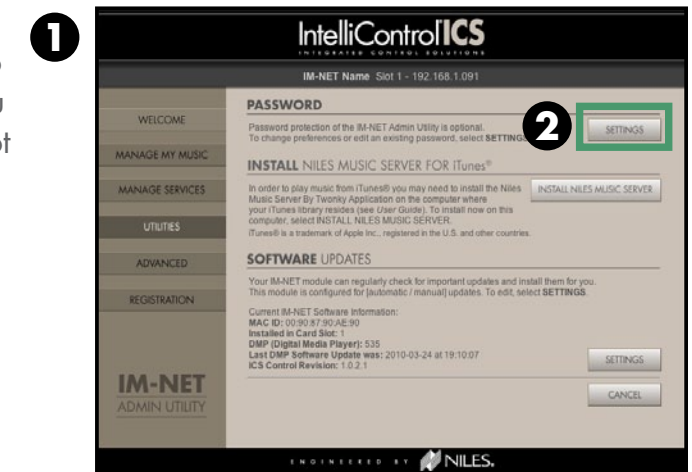 1
IntelliControl ICS
INTEGRATED CONTROL SOLUTIONS
IM-NET Name Slot 1 - 192.168.1.091
WELCOME
MANAGE MY MUSIC
MANAGE SERVICES
UTILITIES
ADVANCED
REGISTRATION
IM-NET
ADMIN UTILITY
PASSWORD
Password protection of the IM-NET Admin Utility is optional.
To change preferences or edit an existing password, select SETTINGS
2
SETTINGS
INSTALL NILES MUSIC SERVER FOR iTunes®
In order to play music from iTunes® you may need to install the Niles
Music Server By Twonky Application on the computer where
your iTunes library resides (see User Guide). To install now on this
computer, select INSTALL NILES MUSIC SERVER.
iTunes® is a trademark of Apple Inc., registered in the U.S. and other countries.
INSTALL NILES MUSIC SERVER
SOFTWARE UPDATES
Your IM-NET module can regularly check for important updates and install them for you.
This module is configured for [automatic / manual] updates. To edit, select SETTINGS.
Current IM-NET Software Information:
MAC ID: 00:90:87:90:AE:90
Installed in Card Slot: 1
DMP (Digital Media Player): 535
Last DMP Software Update was: 2010-03-24 at 19:10:07
ICS Control Revision: 1.0.2.1
SETTINGS
CANCEL
ENGINEERED BY NILES®